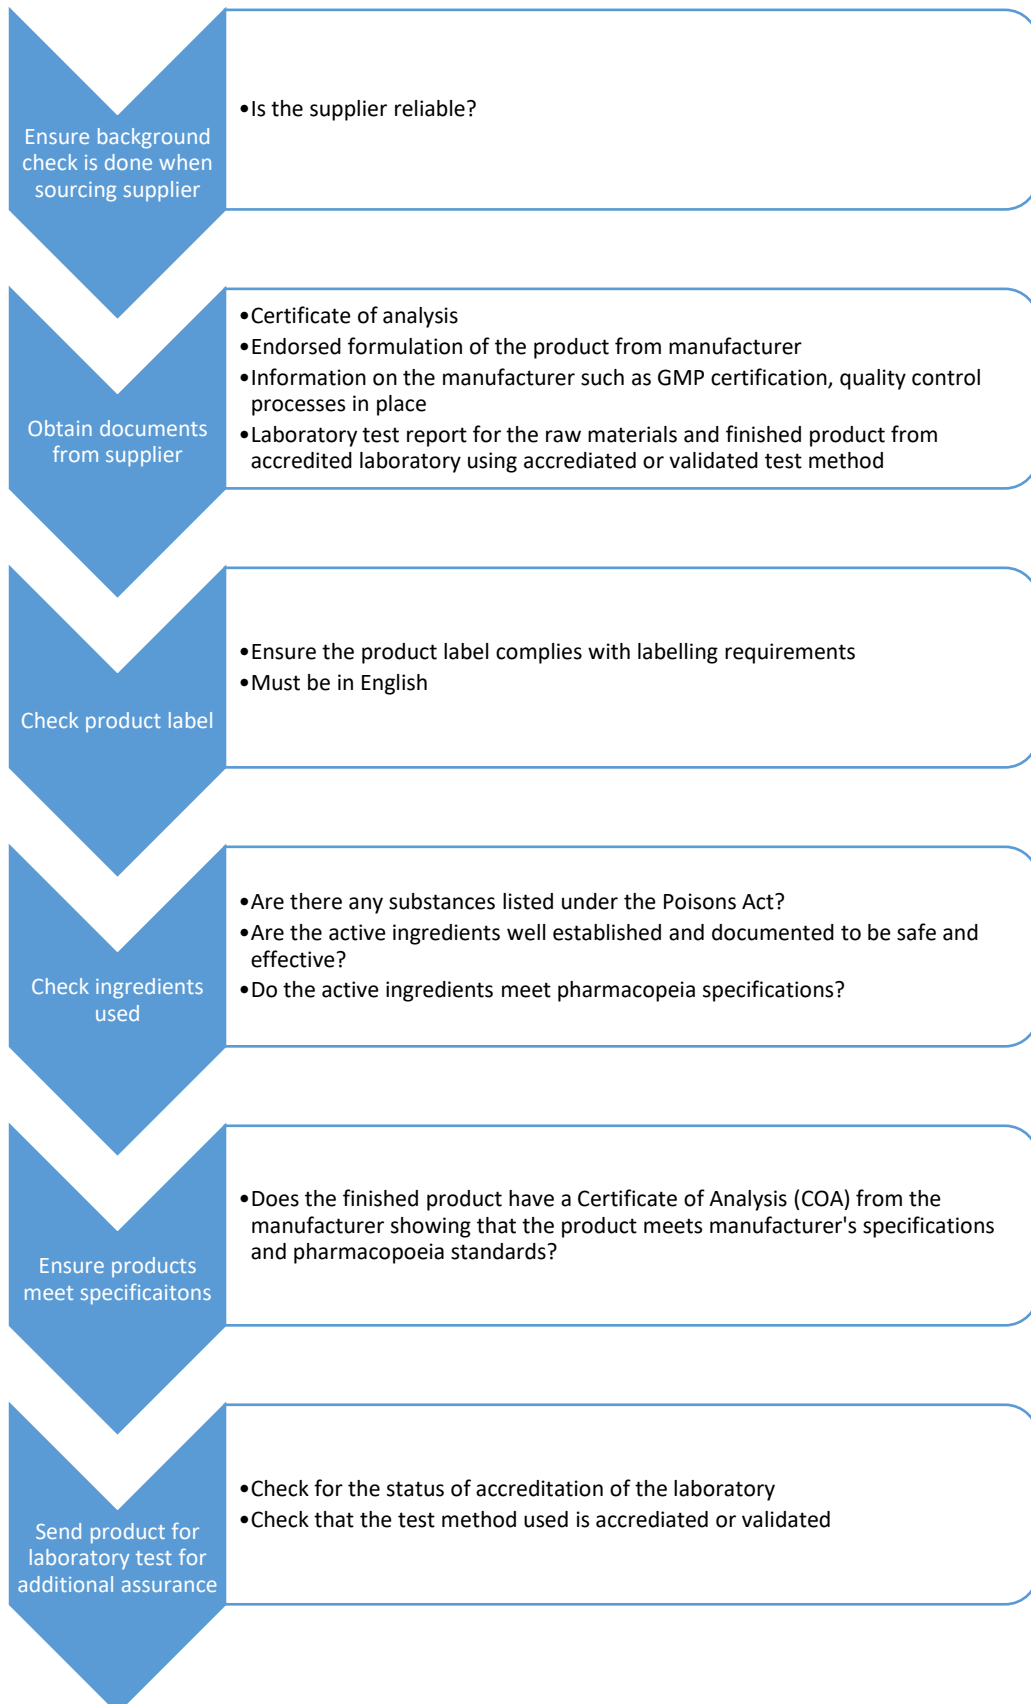 Ensure background
check is done when
sourcing supplier
•Is the supplier reliable?
Obtain documents
from supplier
•Certificate of analysis
•Endorsed formulation of the product from manufacturer
•Information on the manufacturer such as GMP certification, quality control
processes in place
•Laboratory test report for the raw materials and finished product from
accredited laboratory using accrediated or validated test method
Check product label
•Ensure the product label complies with labelling requirements
•Must be in English
Check ingredients
used
•Are there any substances listed under the Poisons Act?
•Are the active ingredients well established and documented to be safe and
effective?
•Do the active ingredients meet pharmacopeia specifications?
Ensure products
meet specificaitons
•Does the finished product have a Certificate of Analysis (COA) from the
manufacturer showing that the product meets manufacturer's specifications
and pharmacopoeia standards?
Send product for
laboratory test for
additional assurance
•Check for the status of accreditation of the laboratory
•Check that the test method used is accrediated or validated